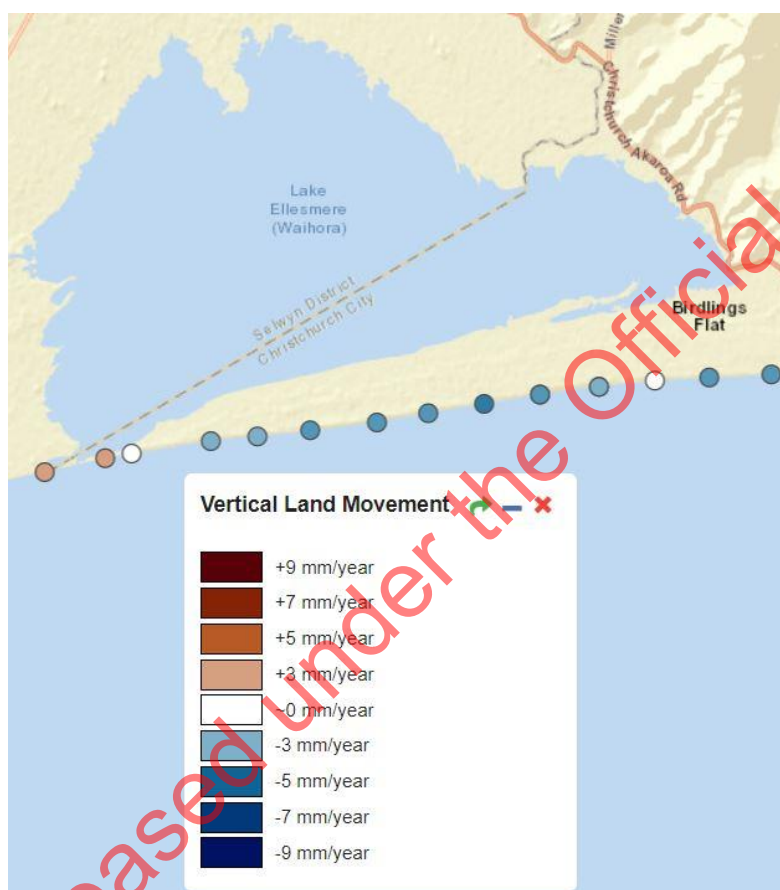 Miller
Christchurch Akaroa Rd
Lake
Ellesmere
(Waihora)
Selwyn District
Christchurch City
Birdlings
Flat
Vertical Land Movement
+9 mm/year
+7 mm/year
+5 mm/year
+3 mm/year
~0 mm/year
-3 mm/year
-5 mm/year
-7 mm/year
-9 mm/year
eased under the Official